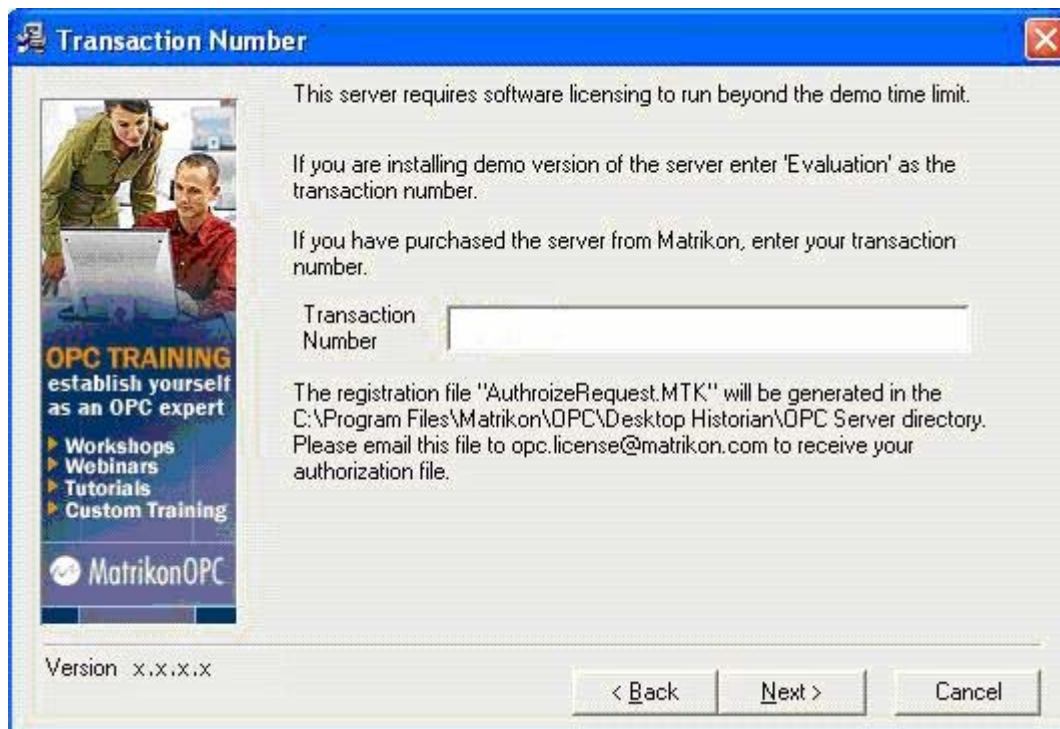 Transaction Number
This server requires software licensing to run beyond the demo time limit.
If you are installing demo version of the server enter 'Evaluation' as the
transaction number.
If you have purchased the server from Matrikon, enter your transaction
number.
Transaction
Number
The registration file "AuthroizeRequest.MTK" will be generated in the
C:\Program Files\Matrikon\OPC\Desktop Historian\OPC Server directory.
Please email this file to opc.license@matrikon.com to receive your
authorization file.
OPC TRAINING
establish yourself
as an OPC expert
Workshops
Webinars
Tutorials
Custom Training
MatrikonOPC
Version x.x.x.x
< Back
Next >
Cancel